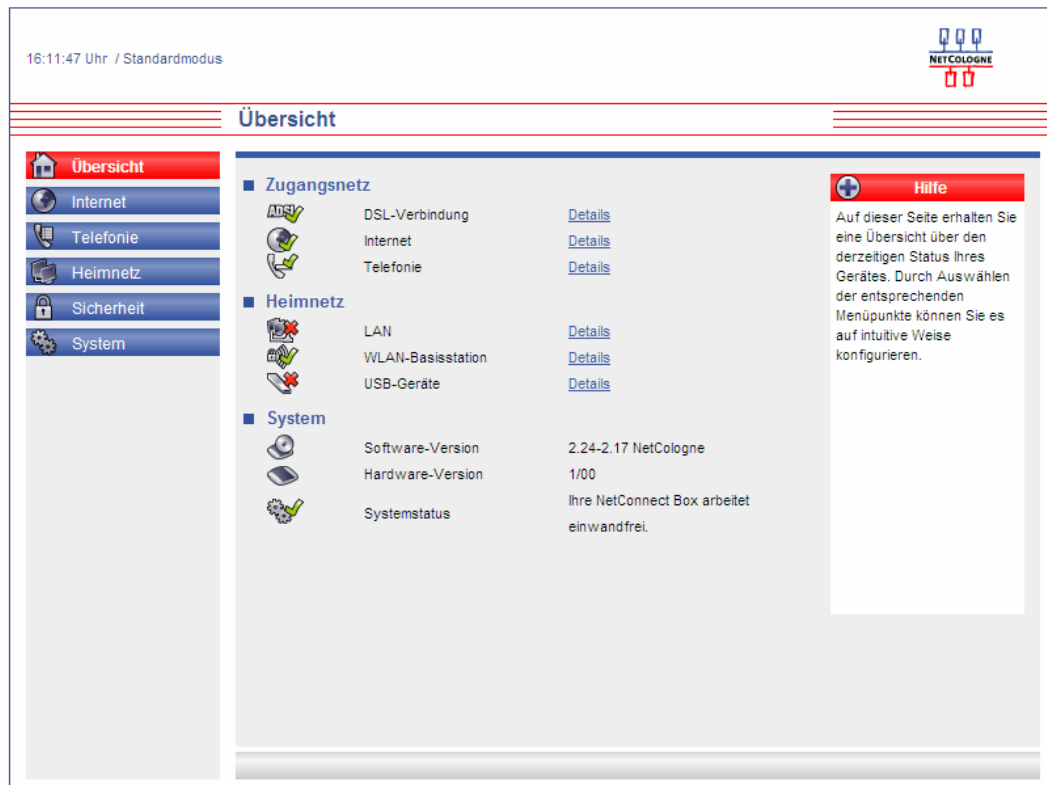 16:11:47 Uhr / Standardmodus
NETCOLOGNE
Übersicht
Übersicht
Internet
Telefonie
Heimnetz
Sicherheit
System
Zugangsnetz
ADSL
DSL-Verbindung Details
Internet Details
Telefonie Details
Heimnetz
LAN Details
WLAN-Basisstation Details
USB-Geräte Details
System
Software-Version 2.24-2.17 NetCologne
Hardware-Version 1/00
Systemstatus Ihre NetConnect Box arbeitet
einwandfrei.
Hilfe
Auf dieser Seite erhalten Sie
eine Übersicht über den
derzeitigen Status Ihres
Gerätes. Durch Auswählen
der entsprechenden
Menüpunkte können Sie es
auf intuitive Weise
konfigurieren.